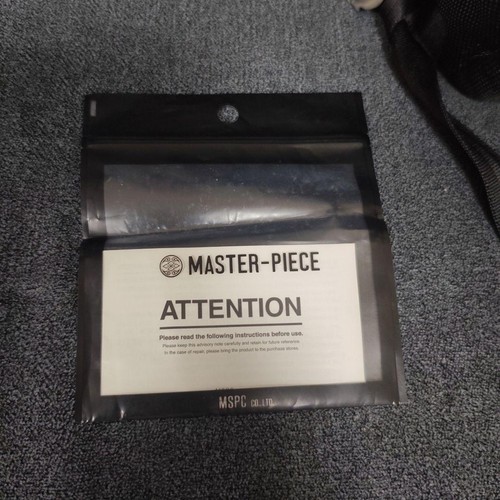 MASTER-PIECE
ATTENTION
Please read the following instructions before use.
Please keep this advisory note carefully and retain for future reference.
In the case of repair, please bring the product to the purchase stores.
MSPC CO.,LTD.